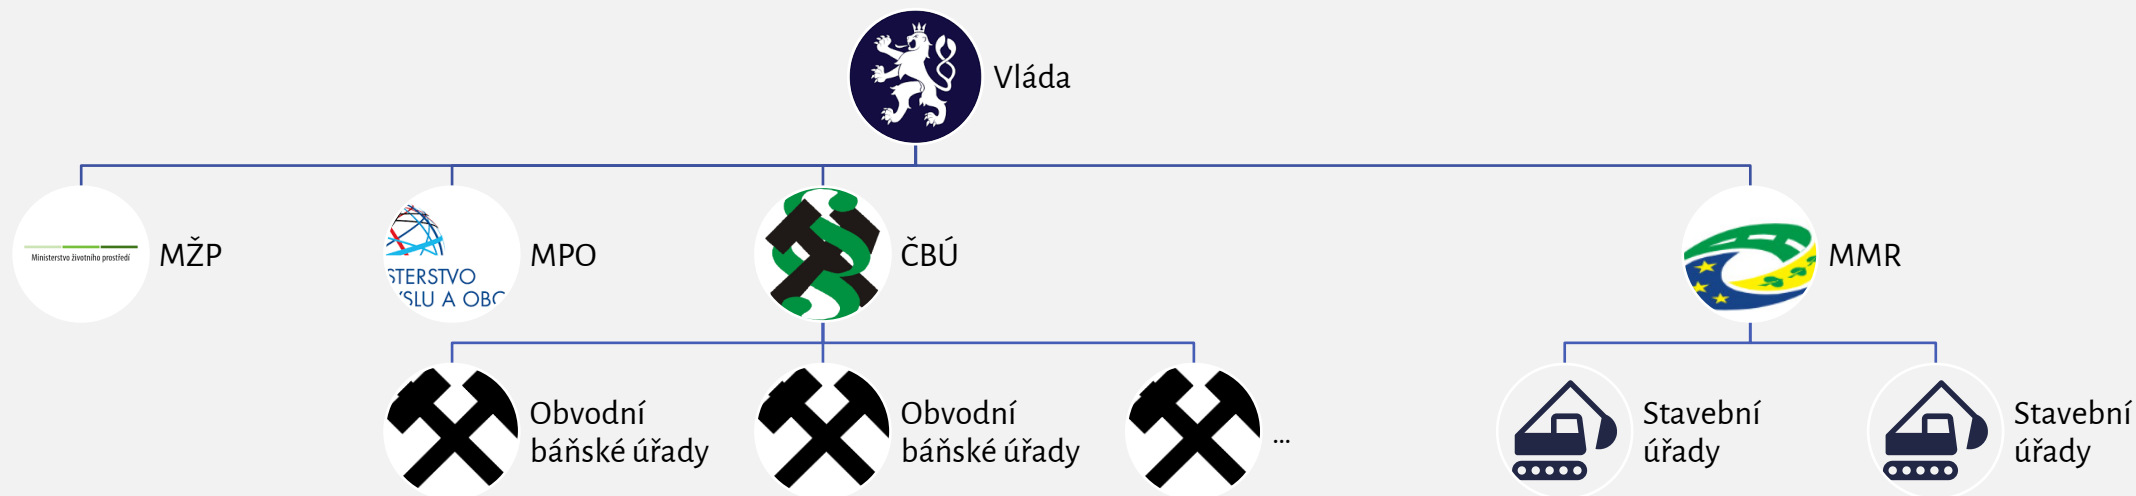 Vláda
Ministerstvo životního prostředí
MŽP
STERSTVO
YSLU A OBC
MPO
ČBÚ
MMR
Obvodní
báňské úřady
Obvodní
báňské úřady
...
Stavební
úřady
Stavební
úřady